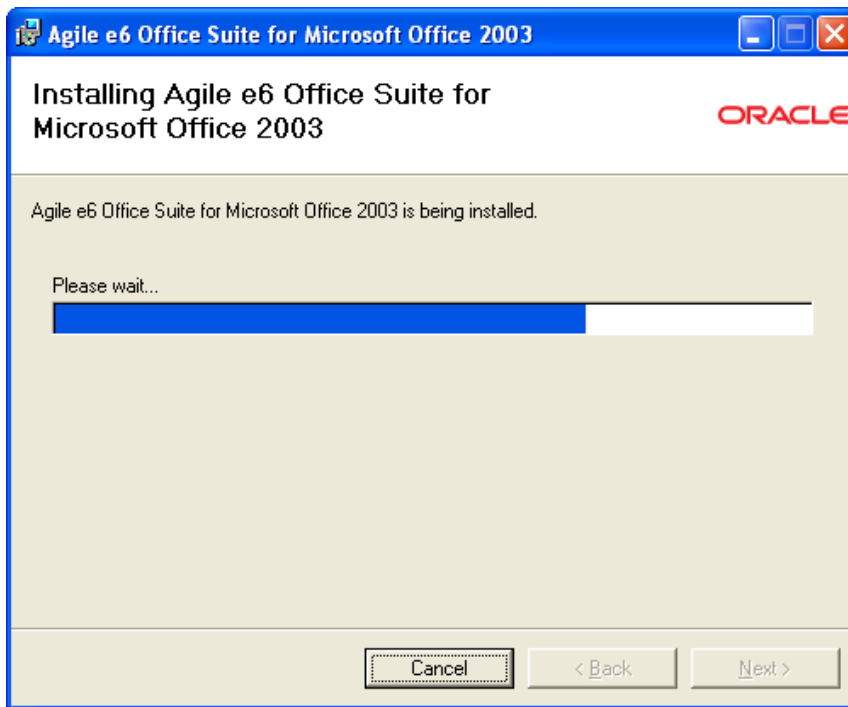 Agile e6 Office Suite for Microsoft Office 2003
Installing Agile e6 Office Suite for
Microsoft Office 2003
ORACLE
Agile e6 Office Suite for Microsoft Office 2003 is being installed.
Please wait...
Cancel
< Back
Next >